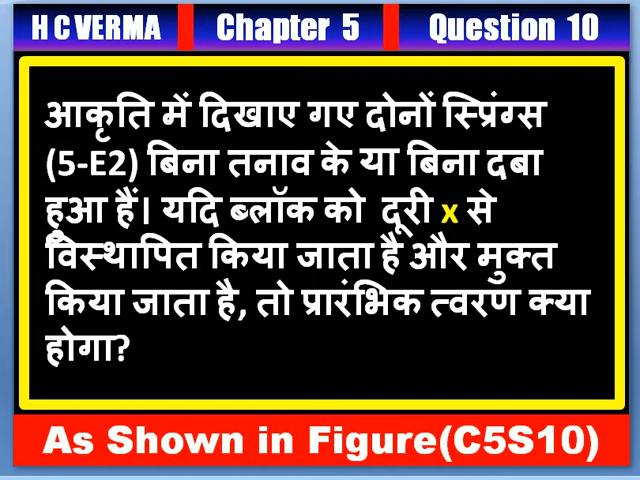 H C VERMA Chapter 5 Question 10
आकृति में दिखाए गए दोनों स्प्रिंग्स
(5-E2) बिना तनाव के या बिना दबा
हुआ हैं। यदि ब्लॉक को दूरी x से
विस्थापित किया जाता है और मुक्त
किया जाता है, तो प्रारंभिक त्वरण क्या
होगा?
As Shown in Figure(C5S10)